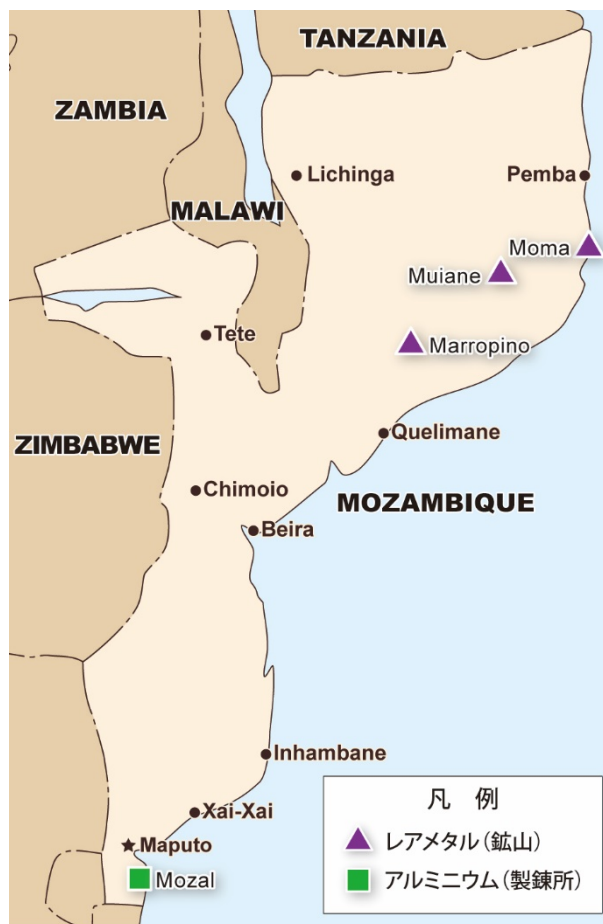 TANZANIA
ZAMBIA
Lichinga
Pemba
MALAWI
Moma
Muiane
Tete
Marropino
ZIMBABWE
Quelimane
Chimoio
MOZAMBIQUE
Beira
Inhambane
Xai-Xai
Maputo
Mozal
凡 例
レアメタル(鉱山)
アルミニウム(製錬所)